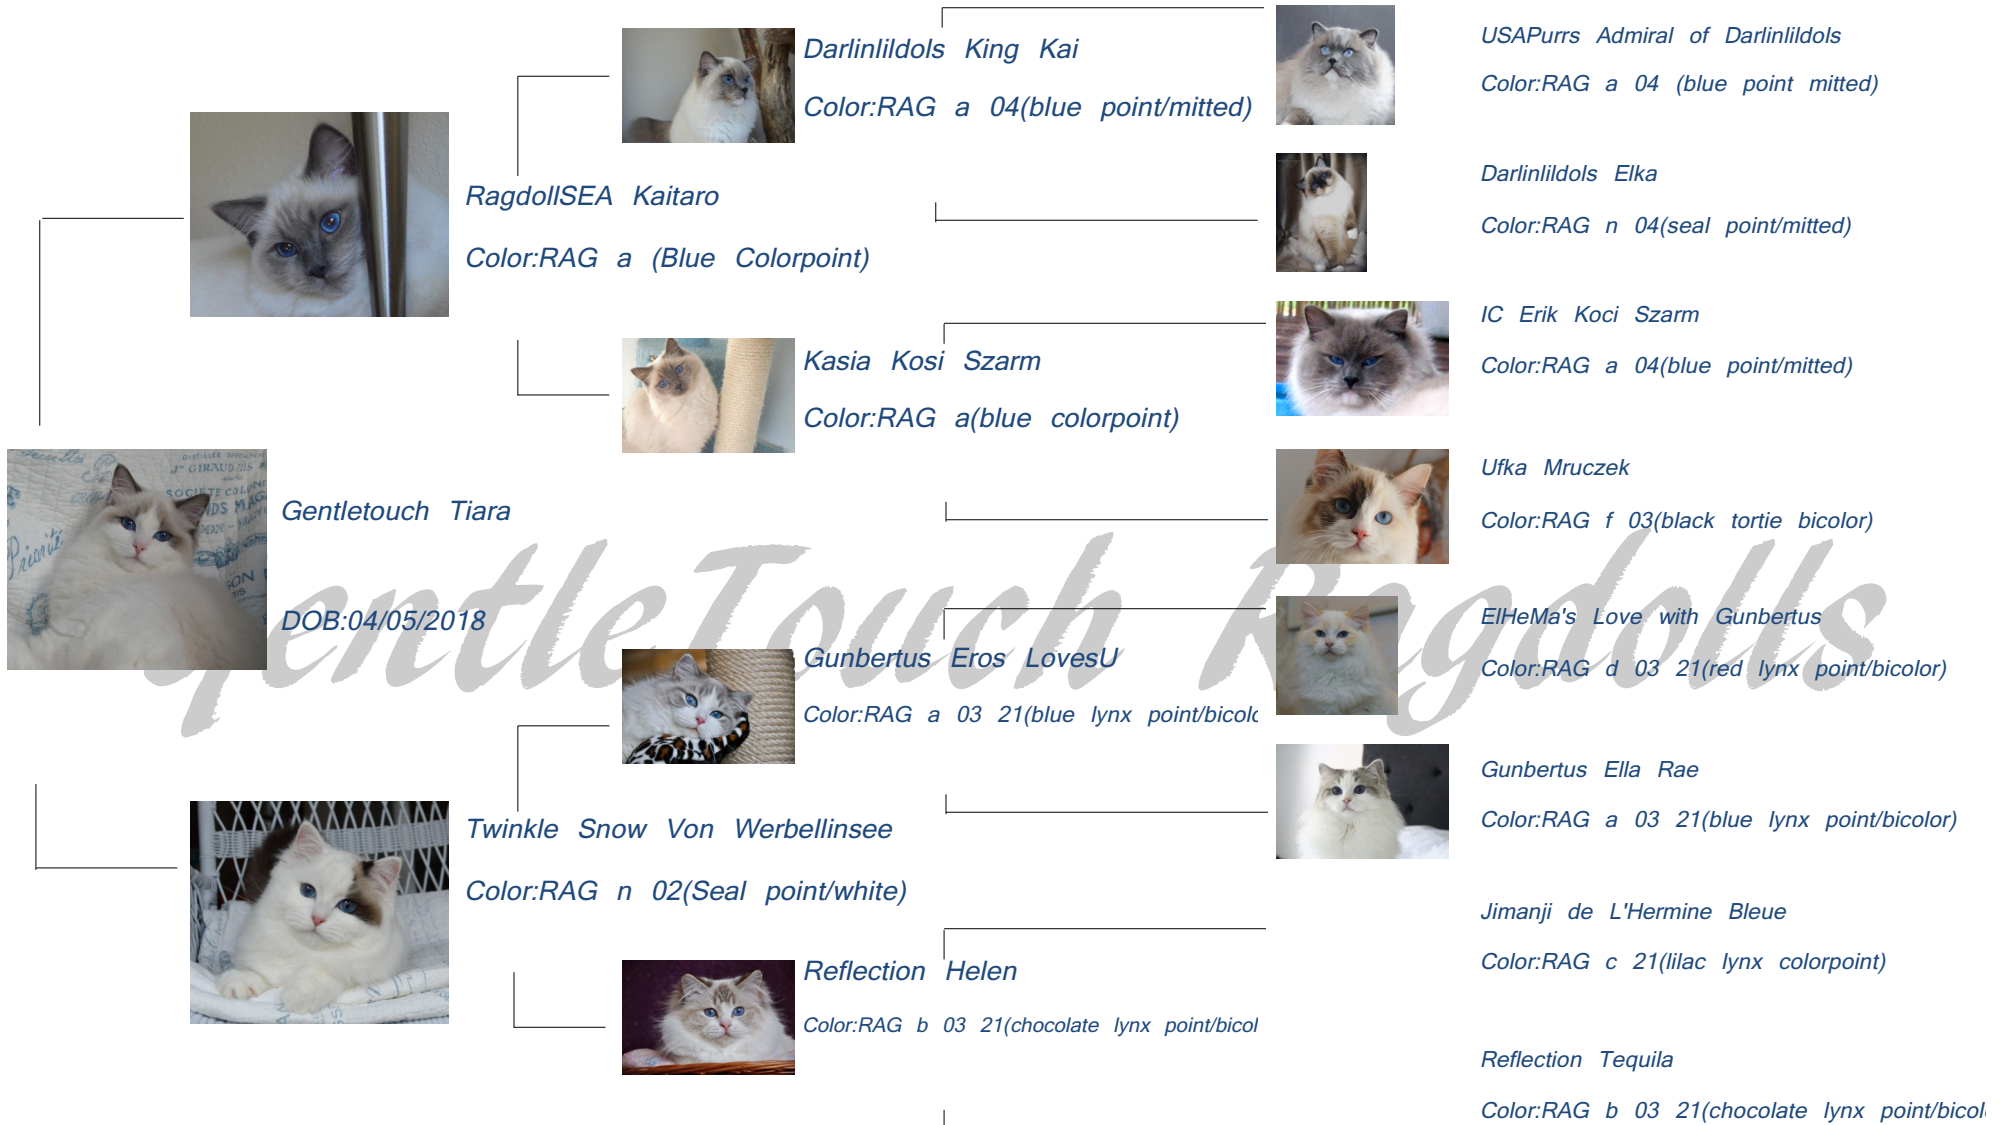 Darlinlildols King Kai
Color:RAG a 04(blue point/mitted)
USAPurrs Admiral of Darlinlildols
Color:RAG a 04 (blue point mitted)
RagdollSEA Kaitaro
Color:RAG a (Blue Colorpoint)
Darlinlildols Elka
Color:RAG n 04(seal point/mitted)
Kasia Kosi Szarm
Color:RAG a(blue colorpoint)
IC Erik Koci Szarm
Color:RAG a 04(blue point/mitted)
Ufka Mruczek
Color:RAG f 03(black tortie bicolor)
Gentletouch Tiara
DOB:04/05/2018
GentleTouch Ragdolls
Gunbertus Eros LovesU
Color:RAG a 03 21(blue lynx point/bicolo
ElHeMa's Love with Gunbertus
Color:RAG d 03 21(red lynx point/bicolor)
Gunbertus Ella Rae
Color:RAG a 03 21(blue lynx point/bicolor)
Twinkle Snow Von Werbellinsee
Color:RAG n 02(Seal point/white)
Reflection Helen
Color:RAG b 03 21(chocolate lynx point/bicol
Jimanji de L'Hermine Bleue
Color:RAG c 21(lilac lynx colorpoint)
Reflection Tequila
Color:RAG b 03 21(chocolate lynx point/bicol